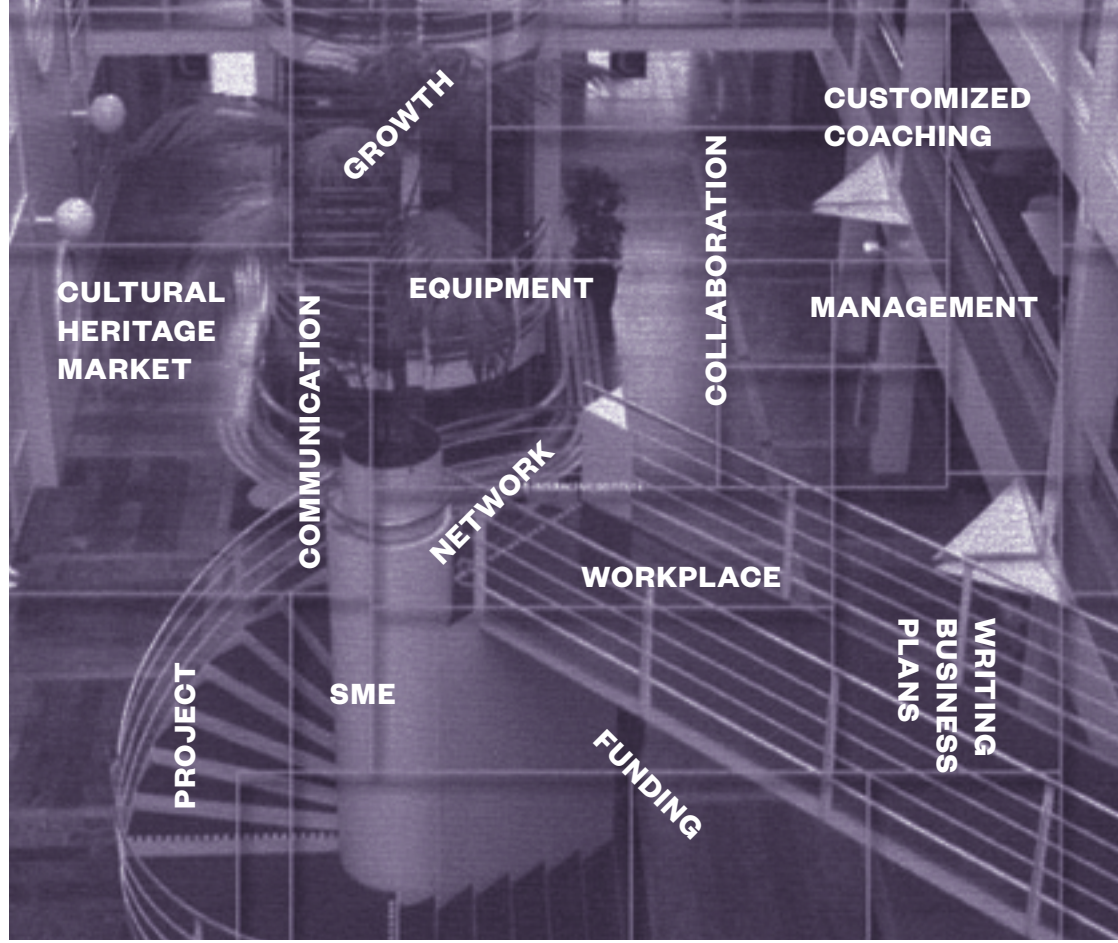 GROWTH
CUSTOMIZED
COACHING
COLLABORATION
CULTURAL
HERITAGE
MARKET
EQUIPMENT
MANAGEMENT
COMMUNICATION
NETWORK
WORKPLACE
WRITING
BUSINESS
PLANS
PROJECT
SME
FUNDING